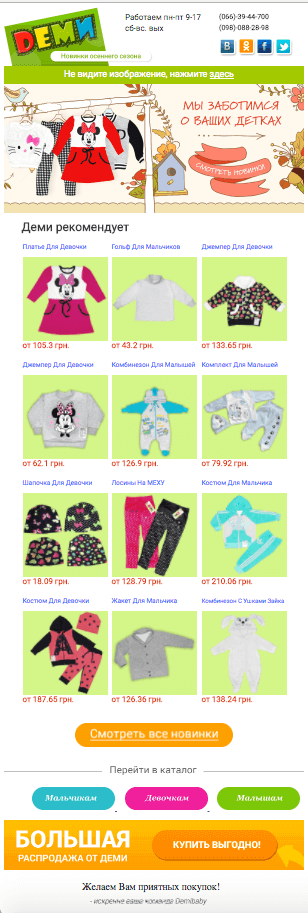 ДЕМИ
Новинки осеннего сезона
Работаем пн-пт 9-17
сб-вс. вых
(066)-39-44-700
(098)-088-28-98
Не видите изображение, нажмите здесь
МЫ ЗАБОТИМСЯ
О ВАШИХ ДЕТКАХ
СМОТРЕТЬ НОВИНКИ
Деми рекомендует
Платье Для Девочки
Гольф Для Мальчиков
Джемпер Для Девочки
от 105.3 грн.
от 43.2 грн.
от 133.65 грн.
Джемпер Для Девочки
Комбинезон Для Малышей
Комплект Для Малышей
от 62.1 грн.
от 126.9 грн.
от 79.92 грн.
Шапочка Для Девочки
Лосины На МЕХУ
Костюм Для Мальчика
от 18.09 грн.
от 128.79 грн.
от 210.06 грн.
Костюм Для Девочки
Жакет Для Мальчика
Комбинезон С Ушками Зайка
от 187.65 грн.
от 126.36 грн.
от 138.24 грн.
Смотреть все новинки
Перейти в каталог
Мальчикам
Девочкам
Малышам
БОЛЬШАЯ
РАСПРОДАЖА ОТ ДЕМИ
КУПИТЬ ВЫГОДНО!
Желаем Вам приятных покупок!
- искренне ваша команда Demibaby